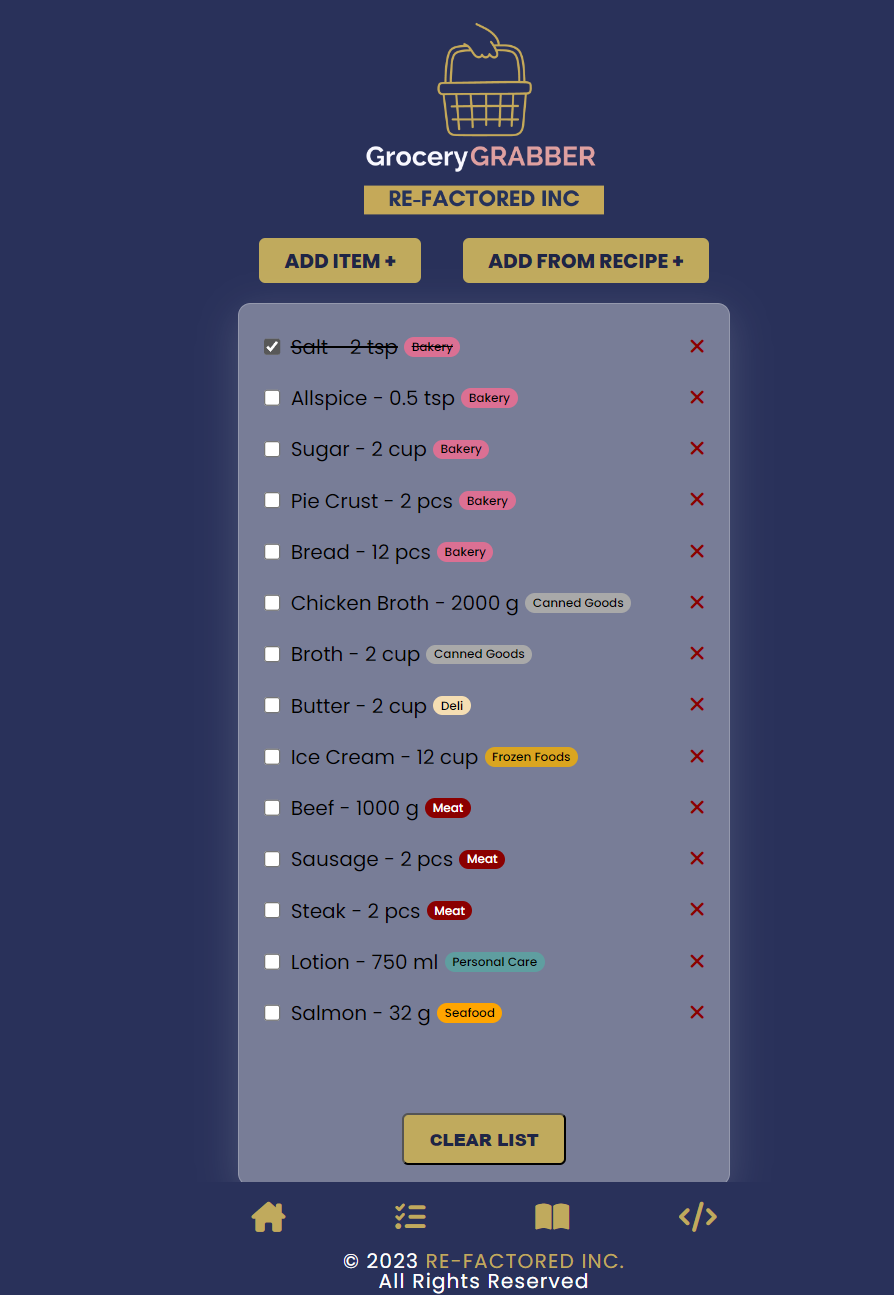 GroceryGRABBER
RE-FACTORED INC
ADD ITEM + ADD FROM RECIPE +
Salt - 2 tsp Bakery ✕
Allspice - 0.5 tsp Bakery ✕
Sugar - 2 cup Bakery ✕
Pie Crust - 2 pcs Bakery ✕
Bread - 12 pcs Bakery ✕
Chicken Broth - 2000 g Canned Goods ✕
Broth - 2 cup Canned Goods ✕
Butter - 2 cup Deli ✕
Ice Cream - 12 cup Frozen Foods ✕
Beef - 1000 g Meat ✕
Sausage - 2 pcs Meat ✕
Steak - 2 pcs Meat ✕
Lotion - 750 ml Personal Care ✕
Salmon - 32 g Seafood ✕
CLEAR LIST
© 2023 RE-FACTORED INC.
All Rights Reserved